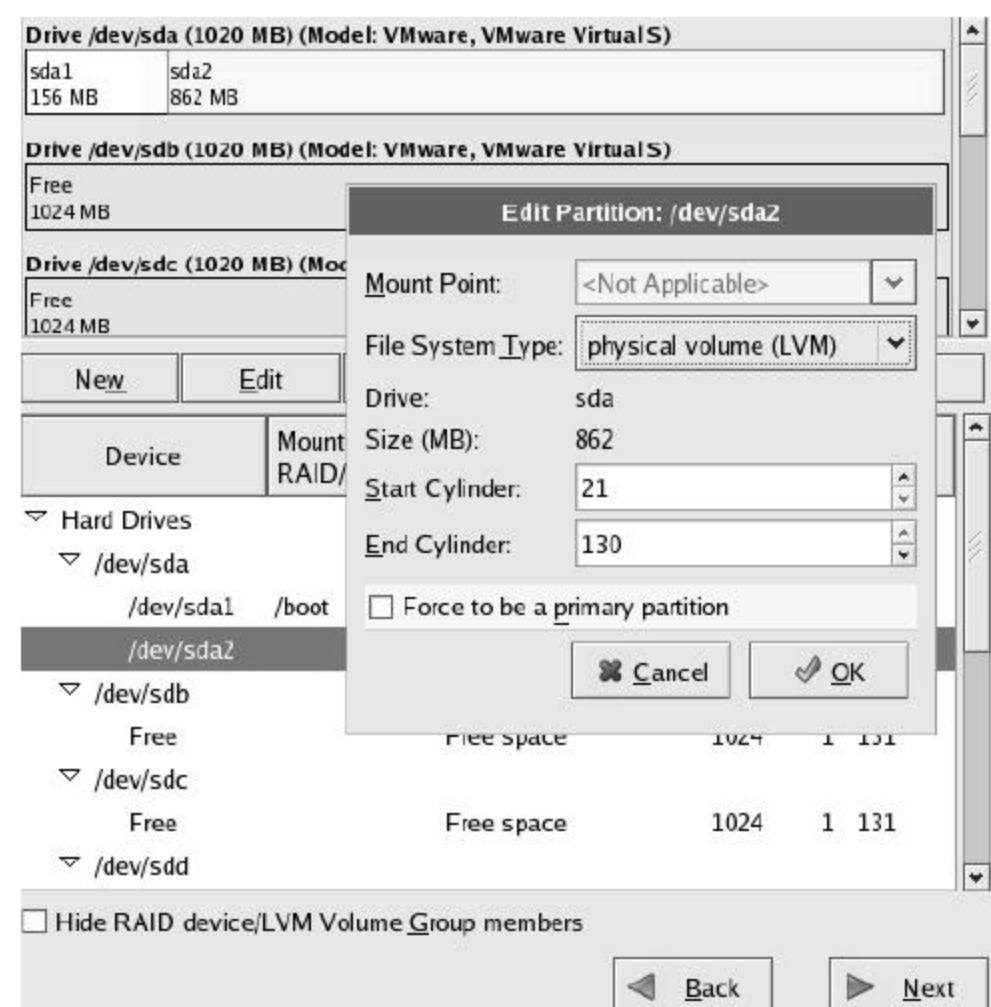 Drive /dev/sda (1020 MB) (Model: VMware, VMware Virtual S)
sda1 sda2
156 MB 862 MB
Drive /dev/sdb (1020 MB) (Model: VMware, VMware Virtual S)
Free
1024 MB
Drive /dev/sdc (1020 MB)
Free
1024 MB
Edit Partition: /dev/sda2
Mount Point: <Not Applicable>
File System Type: physical volume (LVM)
Drive: sda
Size (MB): 862
Start Cylinder: 21
End Cylinder: 130
Force to be a primary partition
Cancel OK
New Edit
Device Mount
RAID/
Hard Drives
/dev/sda
/dev/sda1 /boot
/dev/sda2
/dev/sdb
Free Free space 1024 1 131
/dev/sdc
Free Free space 1024 1 131
/dev/sdd
Hide RAID device/LVM Volume Group members
Back Next